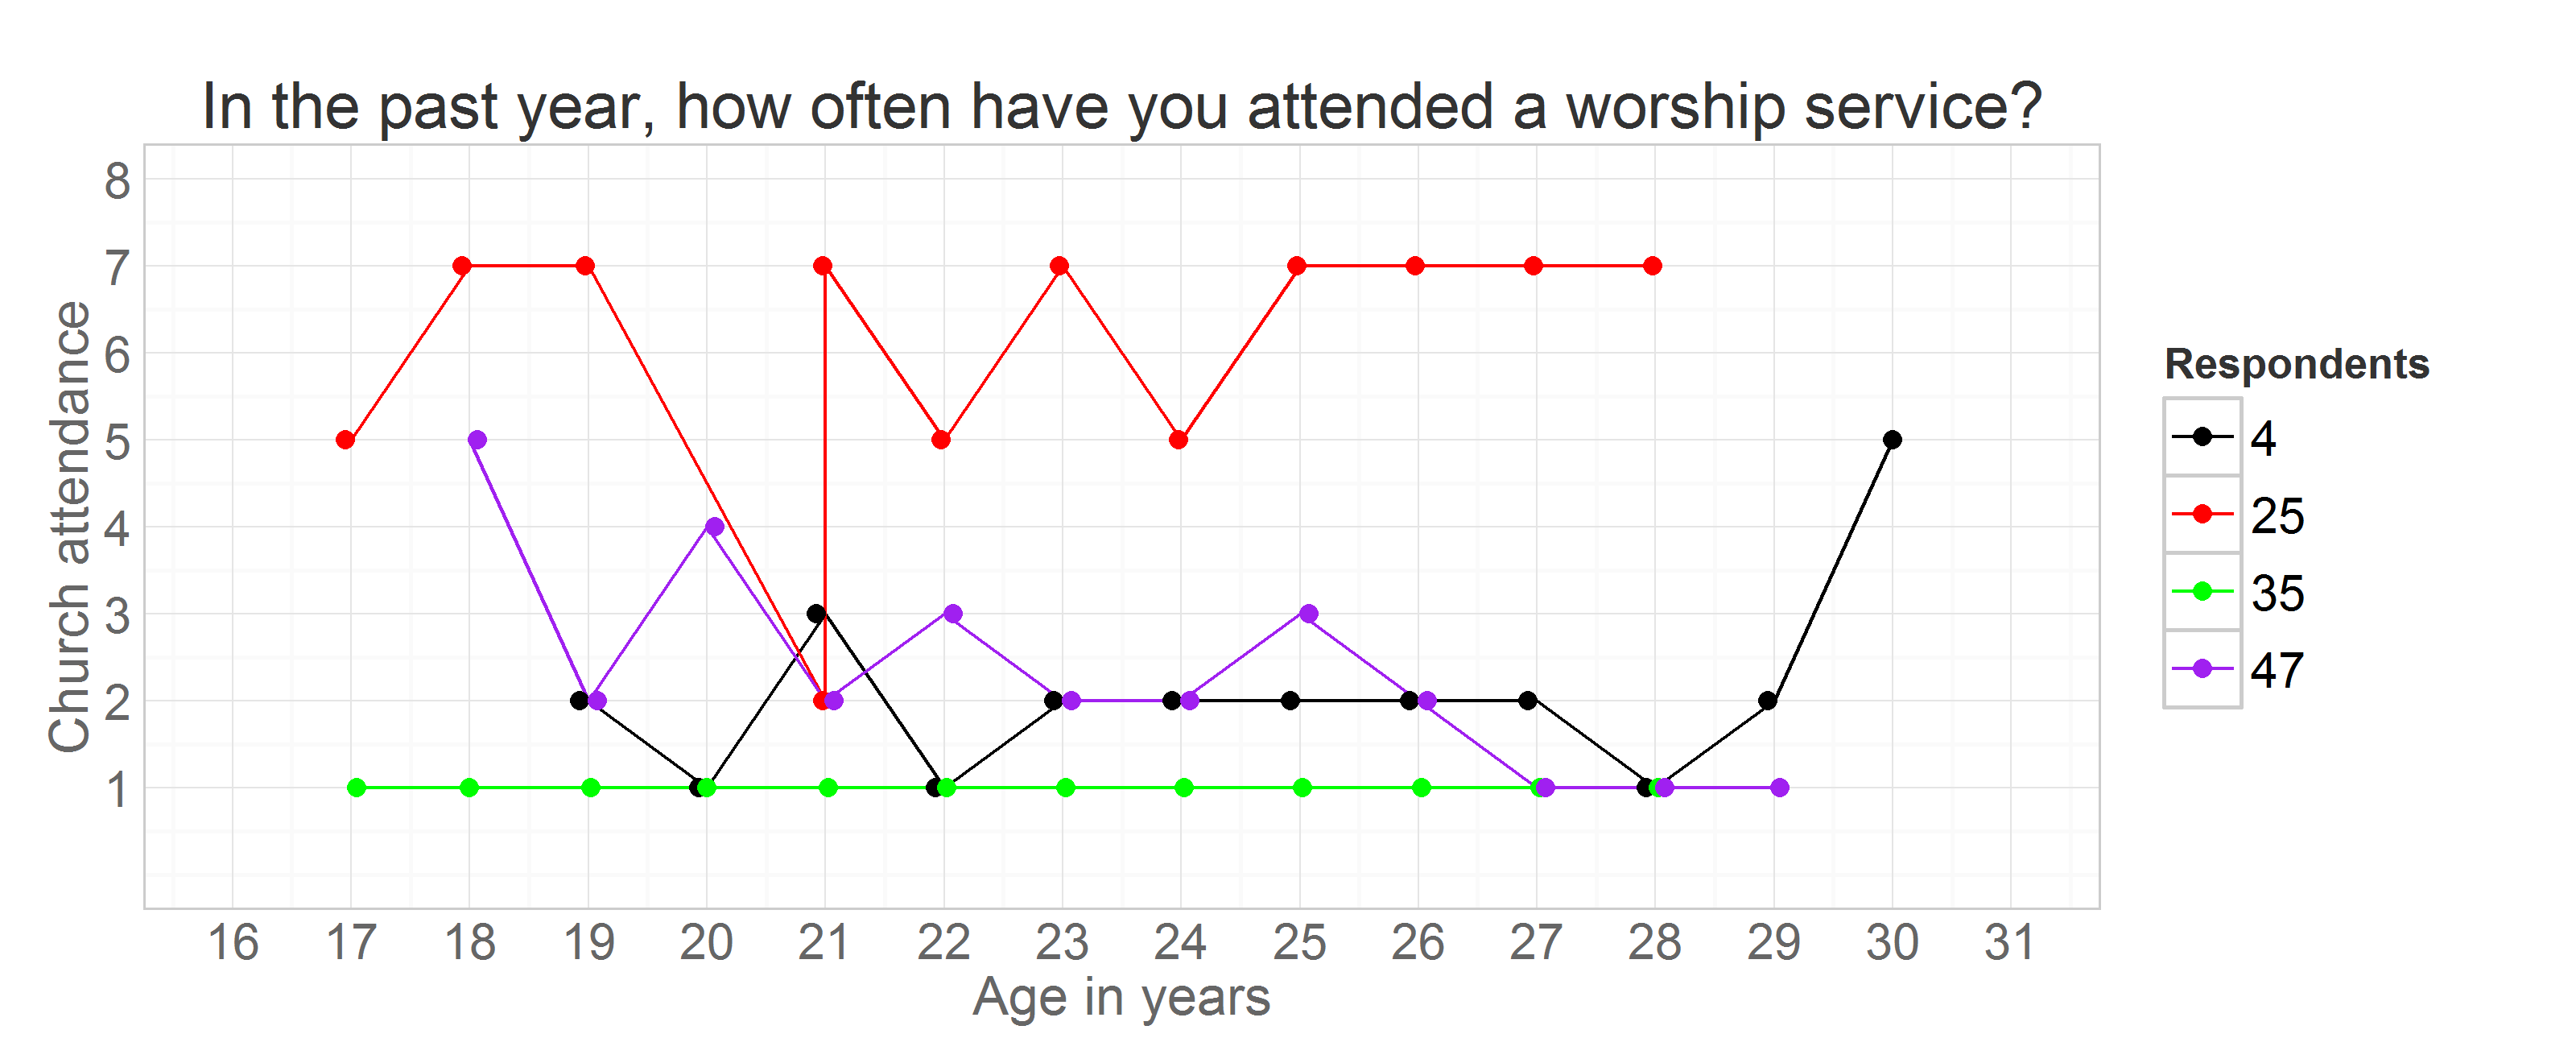 In the past year, how often have you attended a worship service?
Church attendance
8
7
6
5
4
3
2
1
16 17 18 19 20 21 22 23 24 25 26 27 28 29 30 31
Age in years
Respondents
4
25
35
47